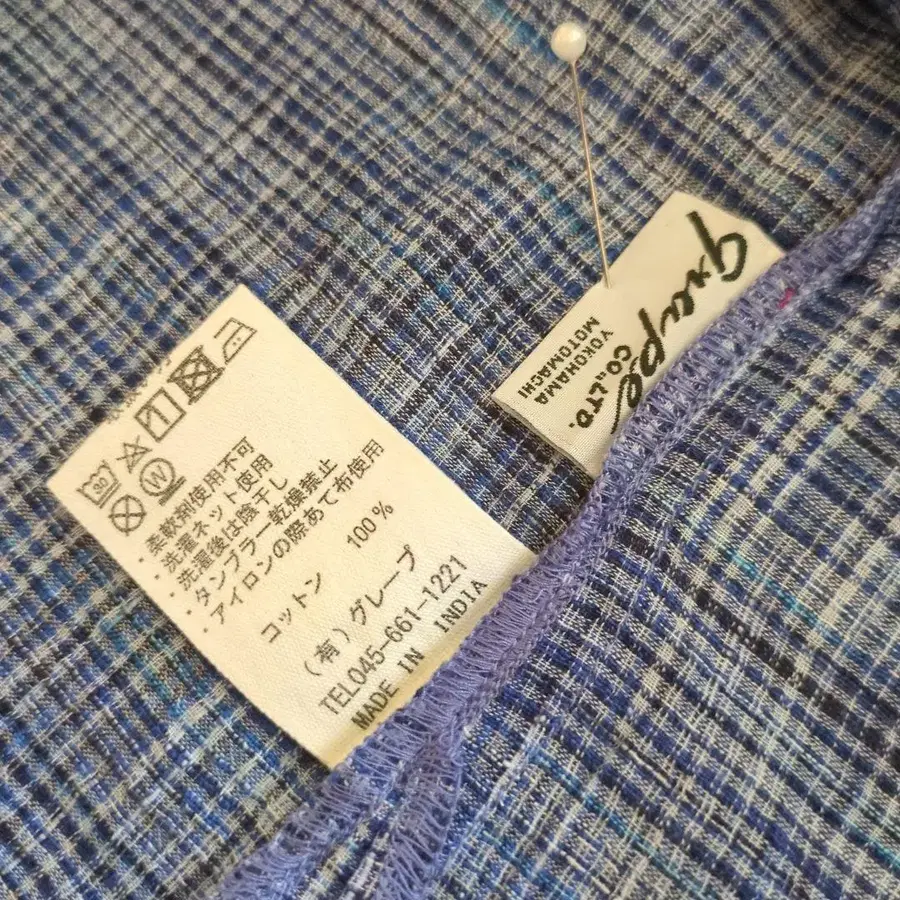 柔軟剤使用不可
・洗濯ネット使用
・洗濯後は陰干し
・タンブラー乾燥禁止
・アイロンの際あて布使用
コットン 100%
(有)グレープ
TEL045-661-1221
MADE IN INDIA
grape
CO.,LTD.
YOKOHAMA
MOTOMACHI